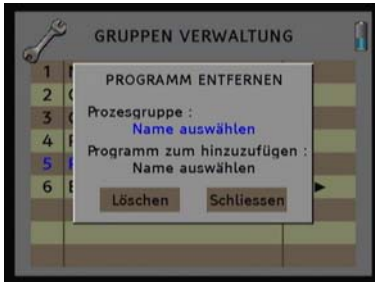 GRUPPEN VERWALTUNG
PROGRAMM ENTFERNEN
Prozesgruppe :
Name auswählen
Programm zum hinzuzufügen :
Name auswählen
Löschen Schliessen
1
2
3
4
5
6